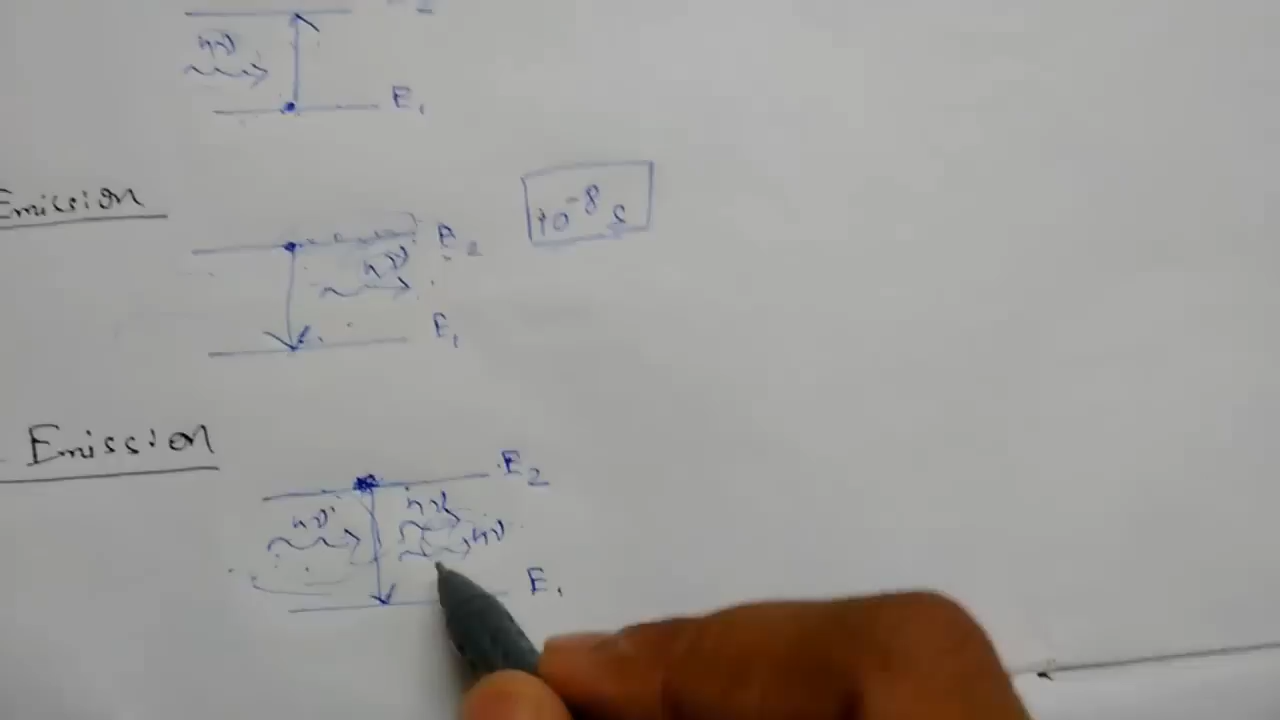 hν
E₁
Emission
10⁻⁸ s
E₂
hν
E₁
Emission
E₂
hν hν
hν
E₁